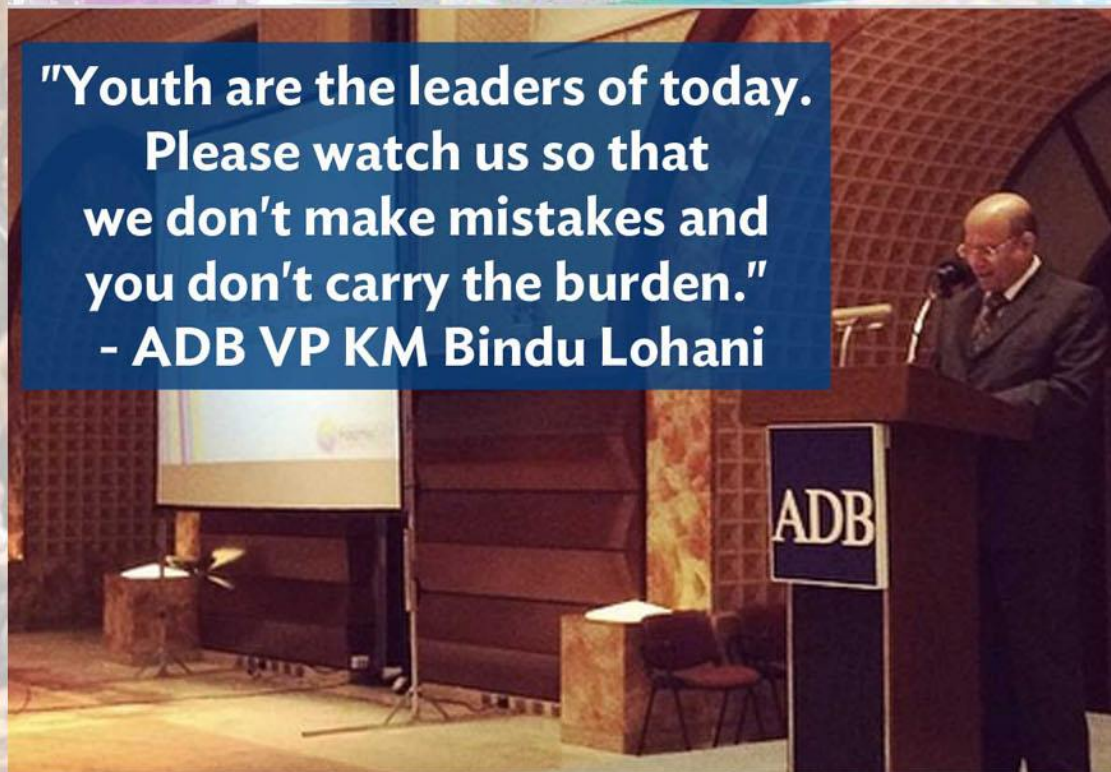 "Youth are the leaders of today.
Please watch us so that
we don't make mistakes and
you don't carry the burden."
- ADB VP KM Bindu Lohani
ADB